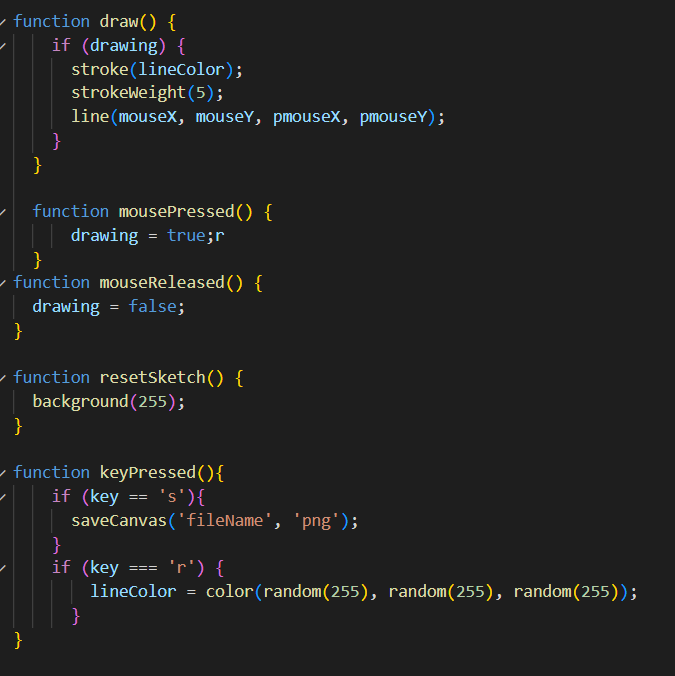 function draw() {
if (drawing) {
stroke(lineColor);
strokeWeight(5);
line(mouseX, mouseY, pmouseX, pmouseY);
}
}
function mousePressed() {
drawing = true;r
}
function mouseReleased() {
drawing = false;
}
function resetSketch() {
background(255);
}
function keyPressed(){
if (key == 's'){
saveCanvas('fileName', 'png');
}
if (key === 'r') {
lineColor = color(random(255), random(255), random(255));
}
}